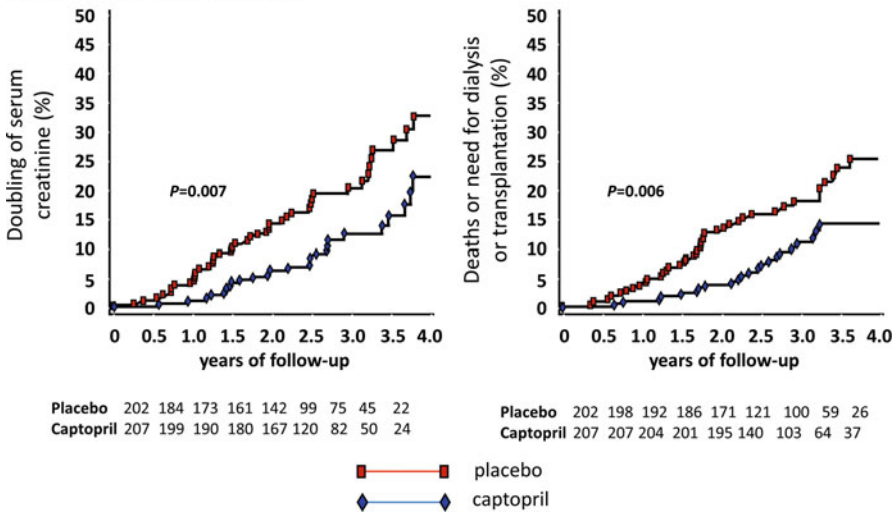 Doubling of serum
creatinine (%)
50
45
40
35
30
25
20
15
10
5
0
P=0.007
0 0.5 1.0 1.5 2.0 2.5 3.0 3.5 4.0
years of follow-up
Placebo 202 184 173 161 142 99 75 45 22
Captopril 207 199 190 180 167 120 82 50 24
Deaths or need for dialysis
or transplantation (%)
50
45
40
35
30
25
20
15
10
5
0
P=0.006
0 0.5 1.0 1.5 2.0 2.5 3.0 3.5 4.0
years of follow-up
Placebo 202 198 192 186 171 121 100 59 26
Captopril 207 207 204 201 195 140 103 64 37
placebo
captopril